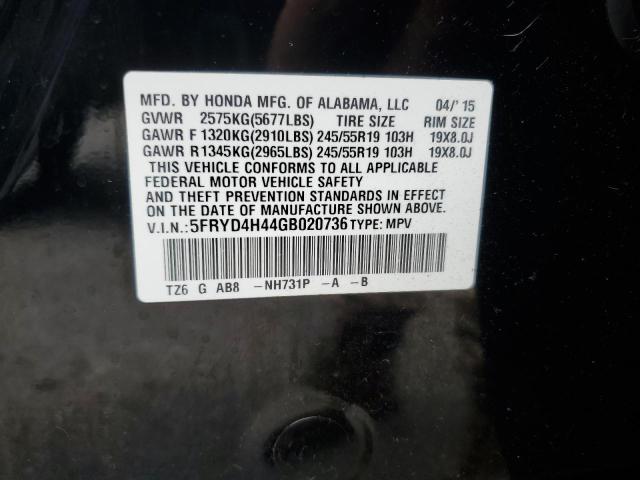 MFD. BY HONDA MFG. OF ALABAMA, LLC 04/'15
GVWR 2575KG(5677LBS) TIRE SIZE RIM SIZE
GAWR F 1320KG(2910LBS) 245/55R19 103H 19X8.0J
GAWR R1345KG(2965LBS) 245/55R19 103H 19X8.0J
THIS VEHICLE CONFORMS TO ALL APPLICABLE
FEDERAL MOTOR VEHICLE SAFETY
AND THEFT PREVENTION STANDARDS IN EFFECT
ON THE DATE OF MANUFACTURE SHOWN ABOVE.
V.I.N.: 5FRYD4H44GB020736 TYPE: MPV
TZ6 G AB8 -NH731P -A -B